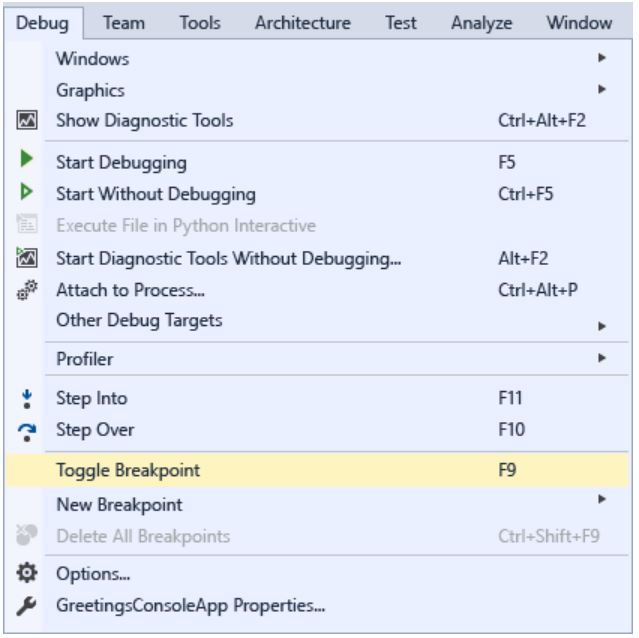 Debug Team Tools Architecture Test Analyze Window
Windows
Graphics
Show Diagnostic Tools Ctrl+Alt+F2
Start Debugging F5
Start Without Debugging Ctrl+F5
Execute File in Python Interactive
Start Diagnostic Tools Without Debugging... Alt+F2
Attach to Process... Ctrl+Alt+P
Other Debug Targets
Profiler
Step Into F11
Step Over F10
Toggle Breakpoint F9
New Breakpoint
Delete All Breakpoints Ctrl+Shift+F9
Options...
GreetingsConsoleApp Properties...